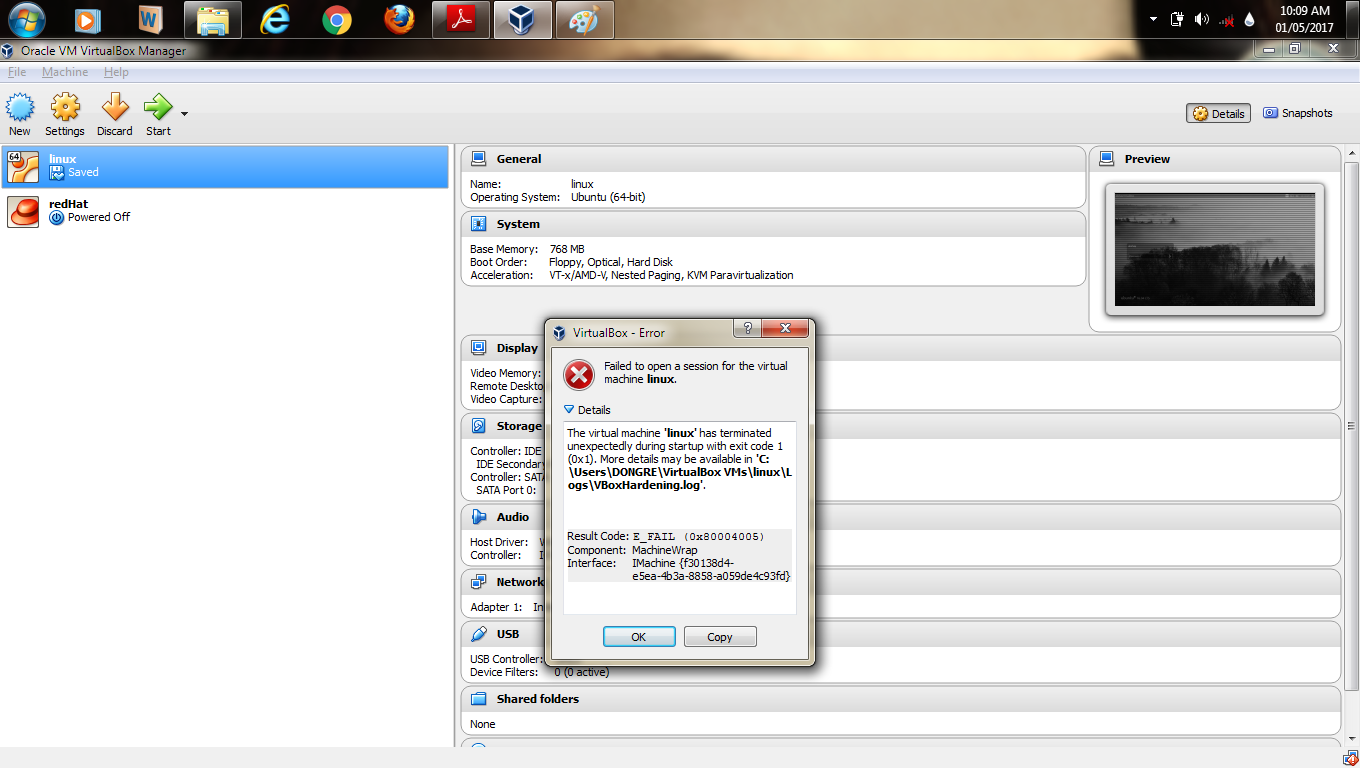 10:09 AM
01/05/2017
Oracle VM VirtualBox Manager
File Machine Help
New Settings Discard Start
Details Snapshots
64
linux
Saved
redHat
Powered Off
General
Name: linux
Operating System: Ubuntu (64-bit)
System
Base Memory: 768 MB
Boot Order: Floppy, Optical, Hard Disk
Acceleration: VT-x/AMD-V, Nested Paging, KVM Paravirtualization
Preview
Display
Video Memory:
Remote Deskto
Video Capture:
Storage
Controller: IDE
IDE Secondary
Controller: SATA
SATA Port 0:
Audio
Host Driver: W
Controller: I
Network
Adapter 1: In
USB
USB Controller:
Device Filters: 0 (0 active)
Shared folders
None
VirtualBox - Error
Failed to open a session for the virtual
machine linux.
Details
The virtual machine 'linux' has terminated
unexpectedly during startup with exit code 1
(0x1). More details may be available in 'C:
\Users\DONGRE\VirtualBox VMs\linux\L
ogs\VBoxHardening.log'.
Result Code: E_FAIL (0x80004005)
Component: MachineWrap
Interface: IMachine {f30138d4-
e5ea-4b3a-8858-a059de4c93fd}
OK Copy